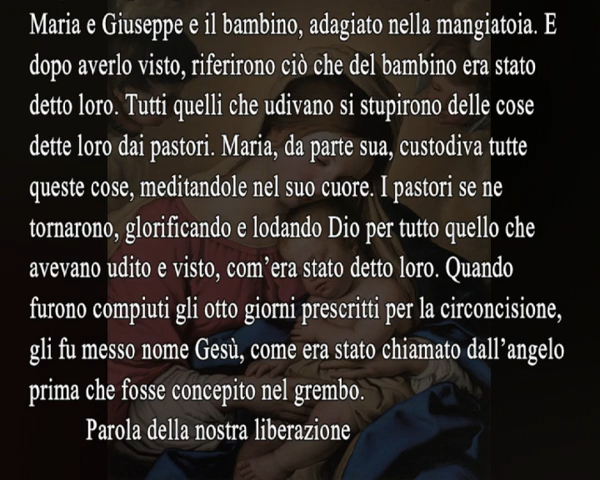 Maria e Giuseppe e il bambino, adagiato nella mangiatoia. E
dopo averlo visto, riferirono ciò che del bambino era stato
detto loro. Tutti quelli che udivano si stupirono delle cose
dette loro dai pastori. Maria, da parte sua, custodiva tutte
queste cose, meditandole nel suo cuore. I pastori se ne
tornarono, glorificando e lodando Dio per tutto quello che
avevano udito e visto, com’era stato detto loro. Quando
furono compiuti gli otto giorni prescritti per la circoncisione,
gli fu messo nome Gesù, come era stato chiamato dall’angelo
prima che fosse concepito nel grembo.
Parola della nostra liberazione